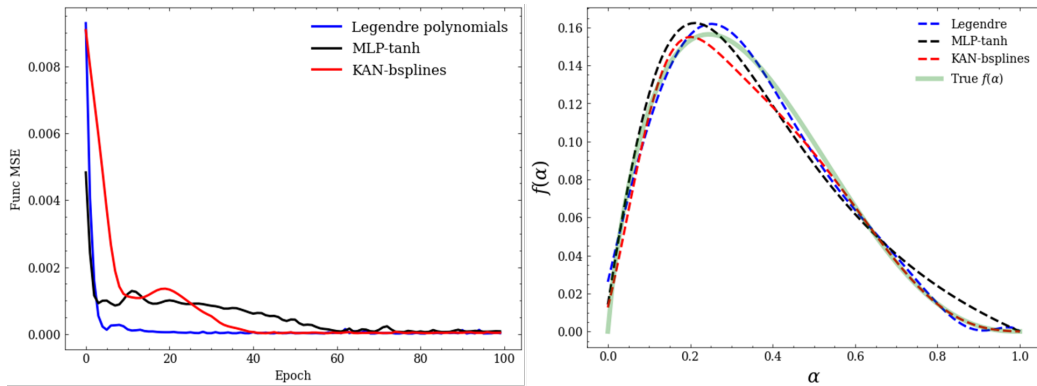 Legendre polynomials
MLP-tanh
KAN-bsplines
Func MSE
0.008
0.006
0.004
0.002
0.000
0 20 40 60 80 100
Epoch
Legendre
MLP-tanh
KAN-bsplines
True f(α)
f(α)
0.16
0.14
0.12
0.10
0.08
0.06
0.04
0.02
0.00
0.0 0.2 0.4 0.6 0.8 1.0
α